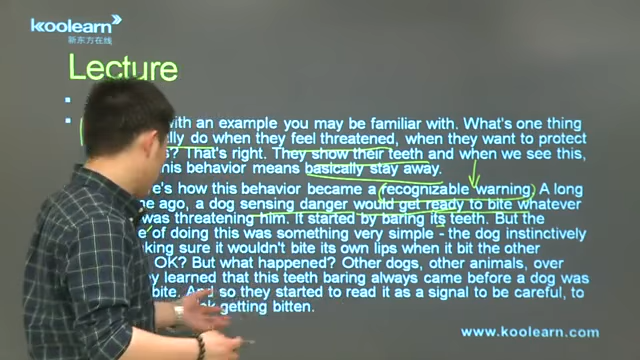 koolearn
新东方在线
Lecture
with an example you may be familiar with. What's one thing
do when they feel threatened, when they want to protect
? That's right. They show their teeth and when we see this,
his behavior means basically stay away.
's how this behavior became a recognizable warning. A long
ago, a dog sensing danger would get ready to bite whatever
was threatening him. It started by baring its teeth. But the
of doing this was something very simple - the dog instinctively
sure it wouldn't bite its own lips when it bit the other
OK? But what happened? Other dogs, other animals, over
learned that this teeth baring always came before a dog was
bite. And so they started to read it as a signal to be careful, to
getting bitten.
www.koolearn.com